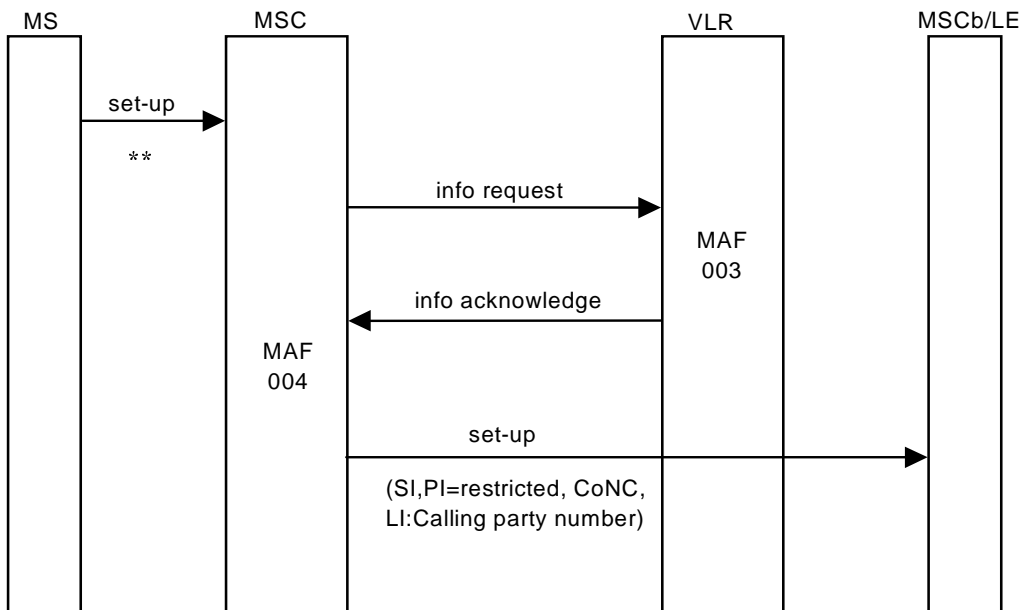 MS
MSC
VLR
MSCb/LE
set-up
**
info request
MAF
003
info acknowledge
MAF
004
set-up
(SI,PI=restricted, CoNC,
LI:Calling party number)